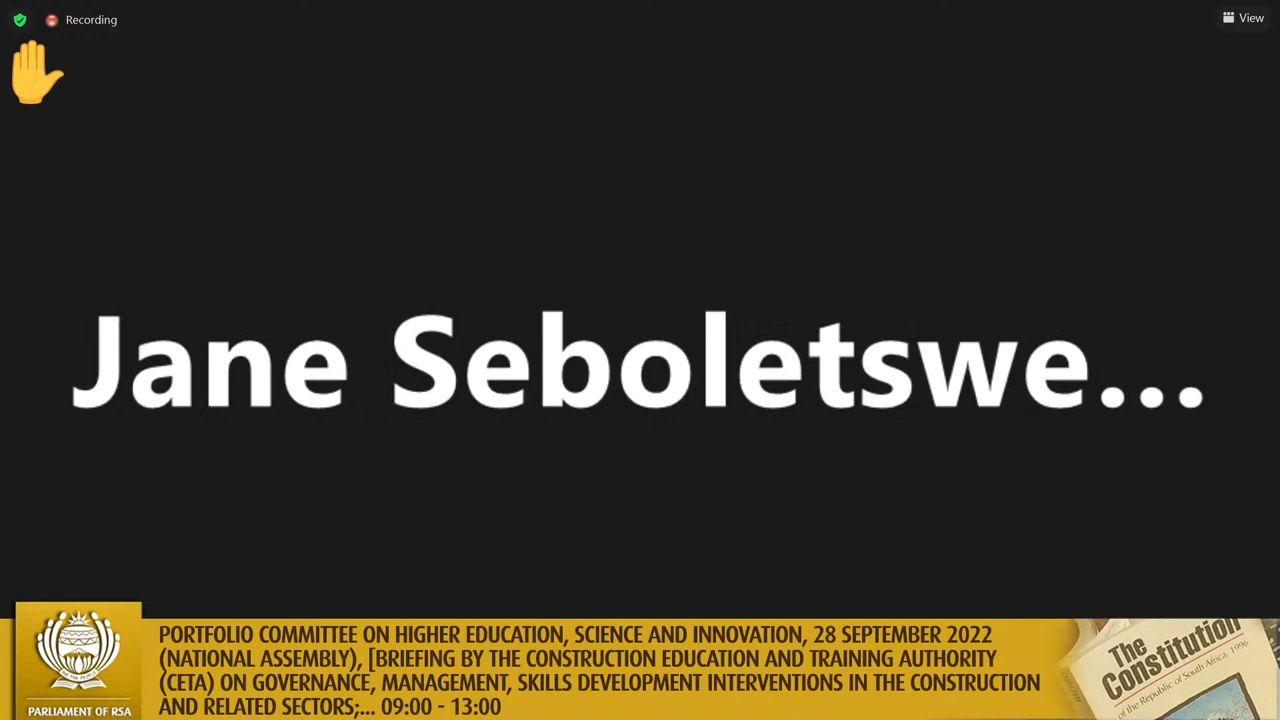 Recording
View
Jane Seboletswe...
PORTFOLIO COMMITTEE ON HIGHER EDUCATION, SCIENCE AND INNOVATION, 28 SEPTEMBER 2022
(NATIONAL ASSEMBLY), [BRIEFING BY THE CONSTRUCTION EDUCATION AND TRAINING AUTHORITY
(CETA) ON GOVERNANCE, MANAGEMENT, SKILLS DEVELOPMENT INTERVENTIONS IN THE CONSTRUCTION
AND RELATED SECTORS;... 09:00 - 13:00
PARLIAMENT OF RSA
The
Constitution
of the Republic of South Africa, 1996